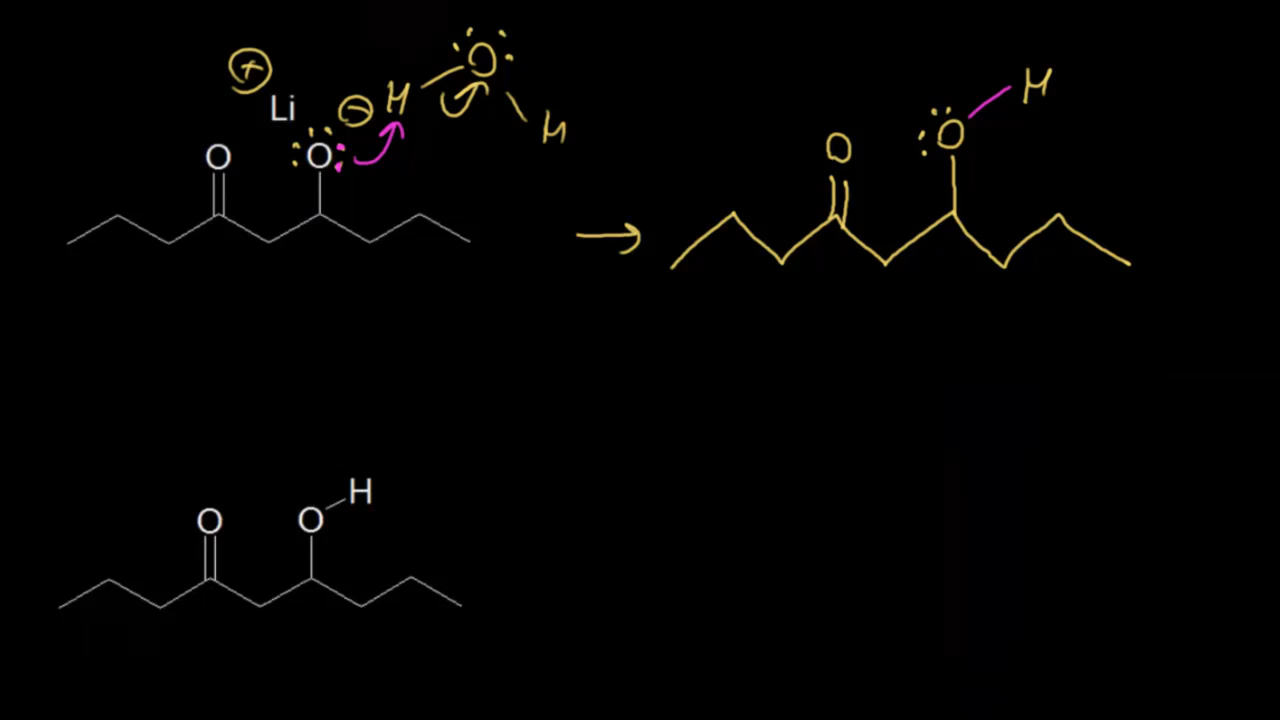 ⊕
Li ⊖ H O H
O O
O O H
O O H